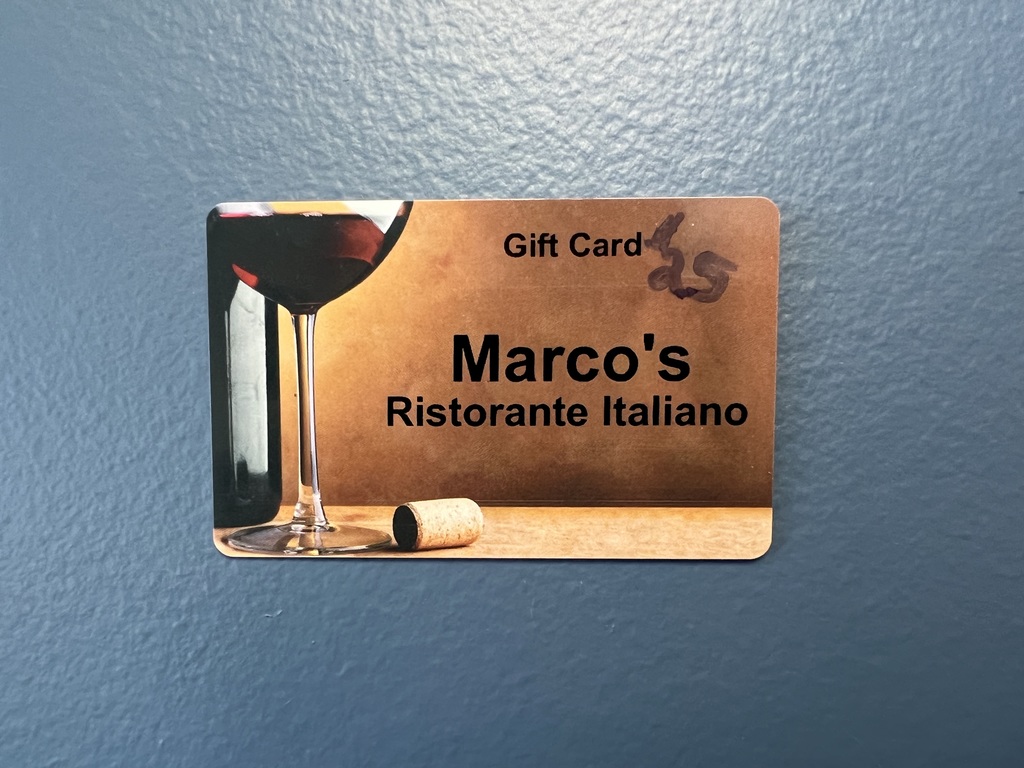 Gift Card
25
Marco's
Ristorante Italiano